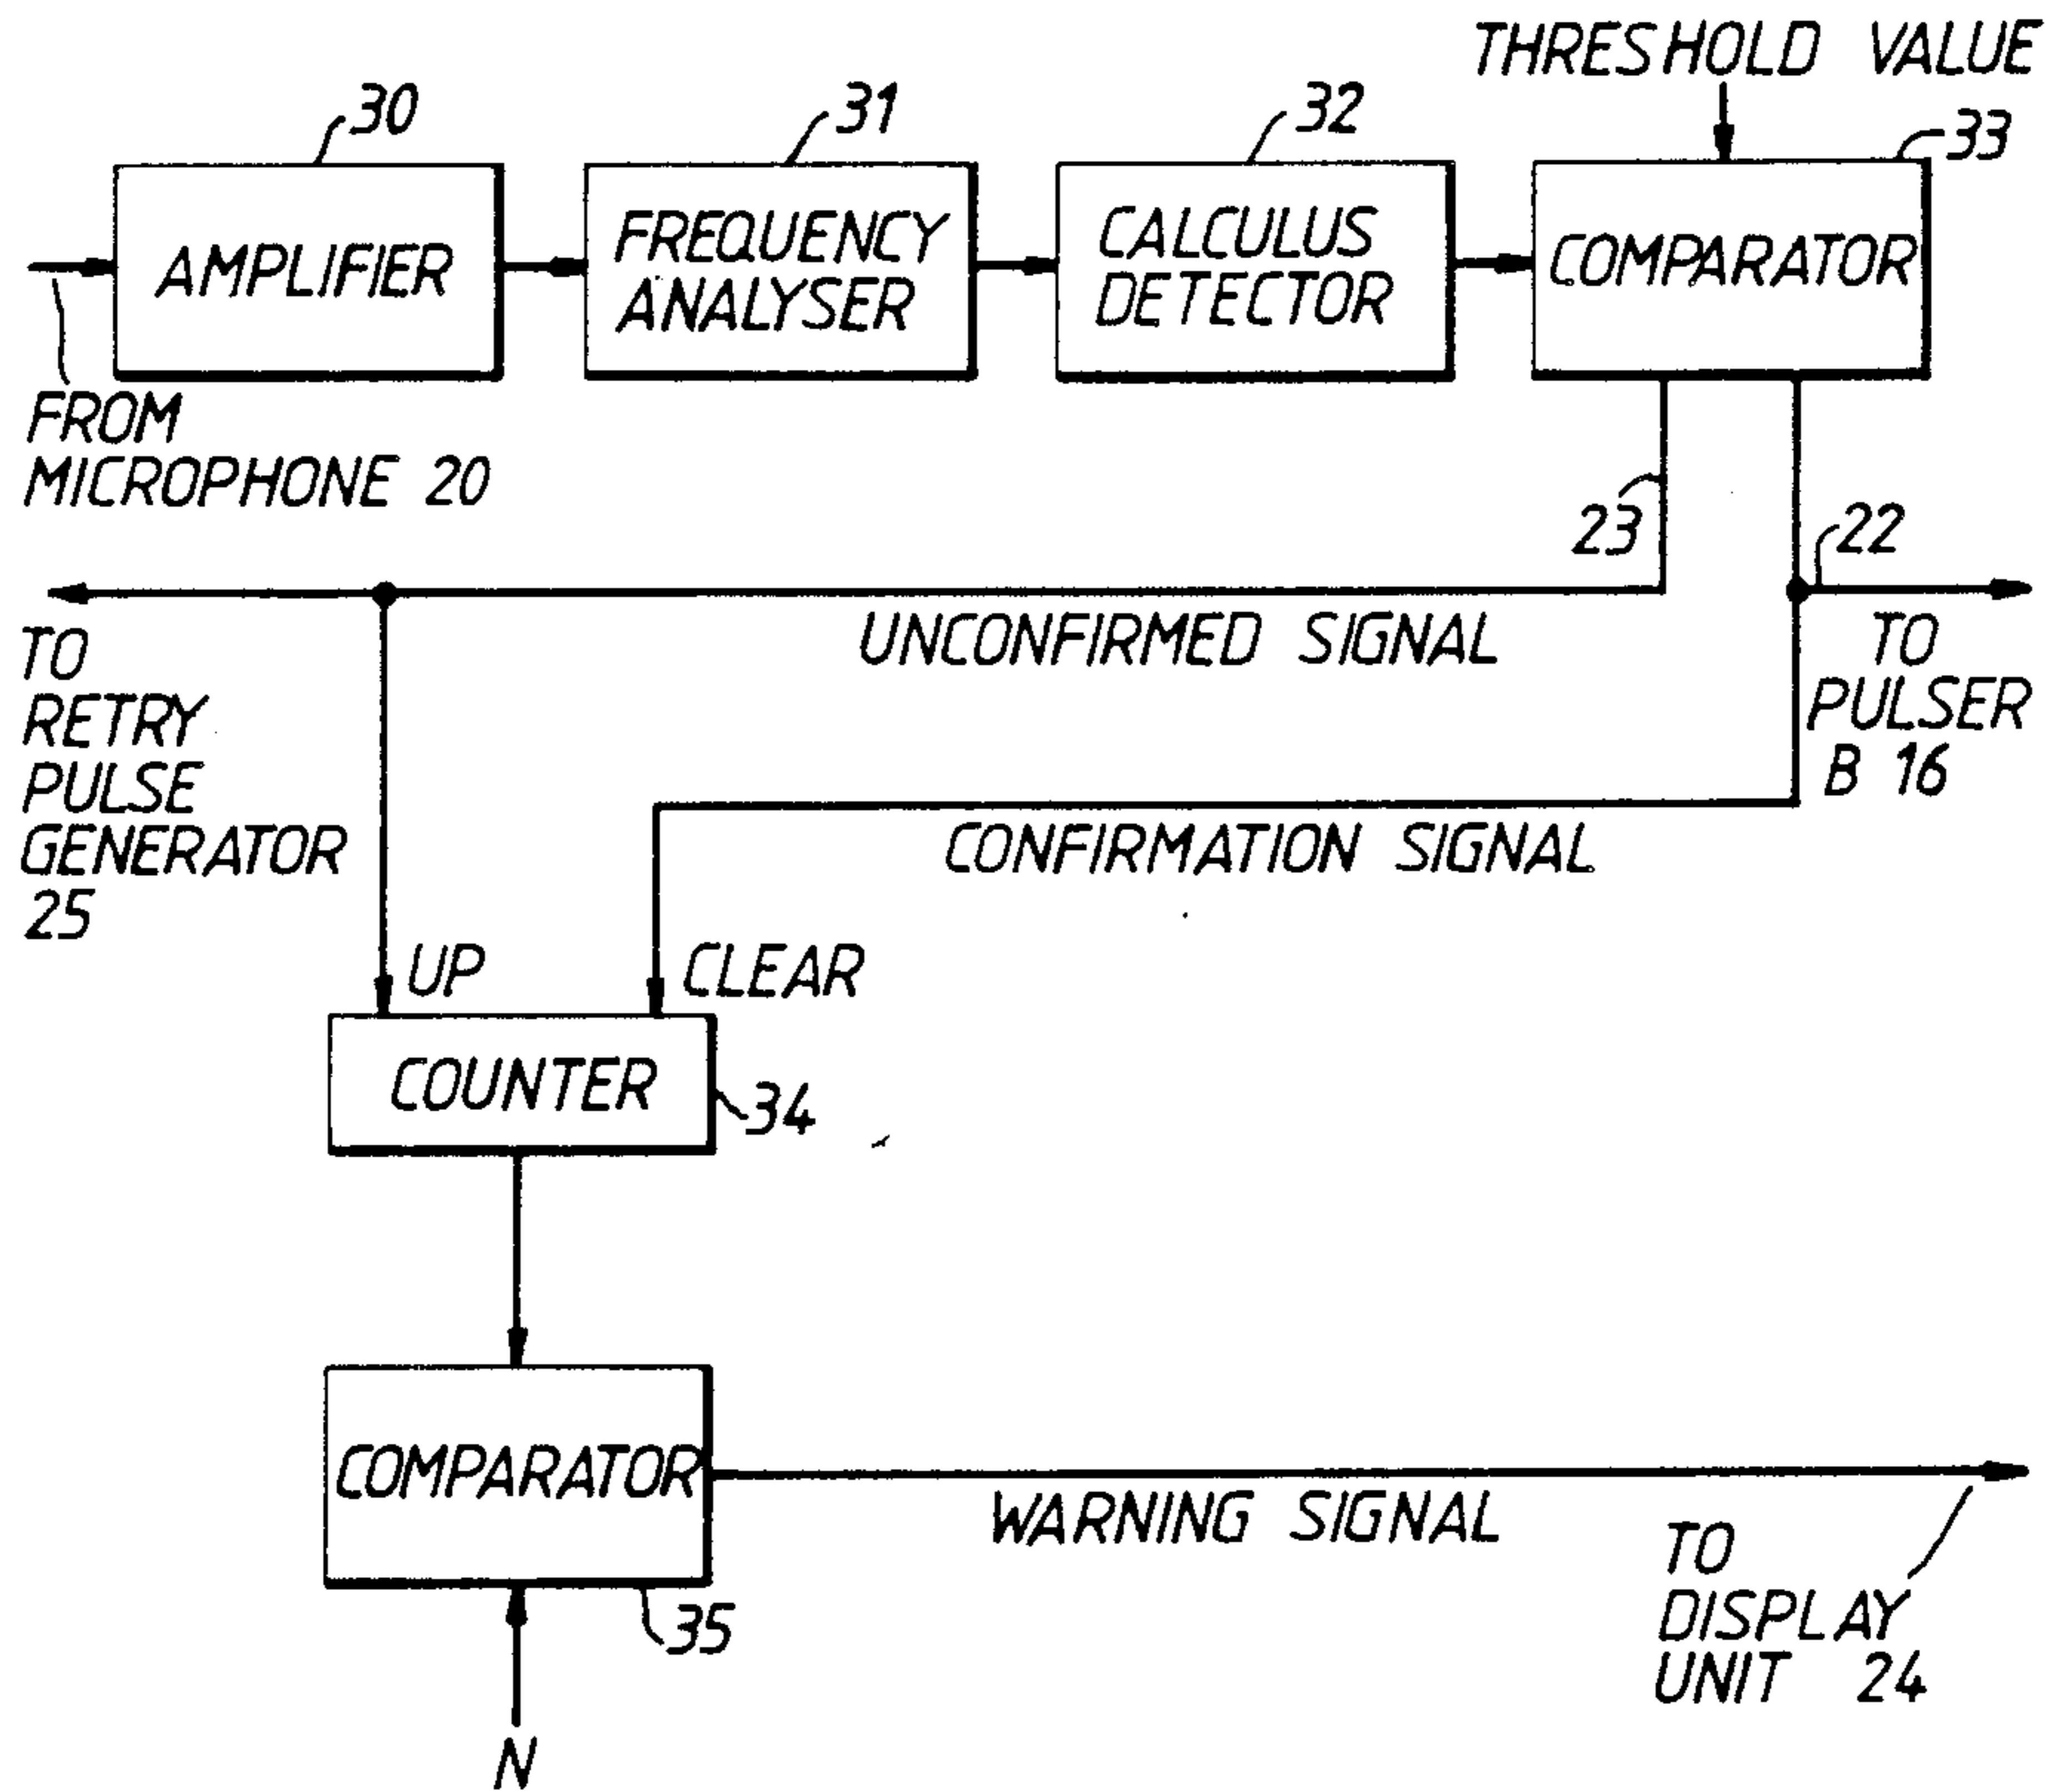 THRESHOLD VALUE
30
31
32
33
AMPLIFIER
FREQUENCY
ANALYSER
CALCULUS
DETECTOR
COMPARATOR
FROM
MICROPHONE 20
23
22
UNCONFIRMED SIGNAL
TO
RETRY
PULSE
GENERATOR
25
TO
PULSER
B 16
CONFIRMATION SIGNAL
UP
CLEAR
COUNTER
34
COMPARATOR
35
WARNING SIGNAL
TO
DISPLAY
UNIT 24
N